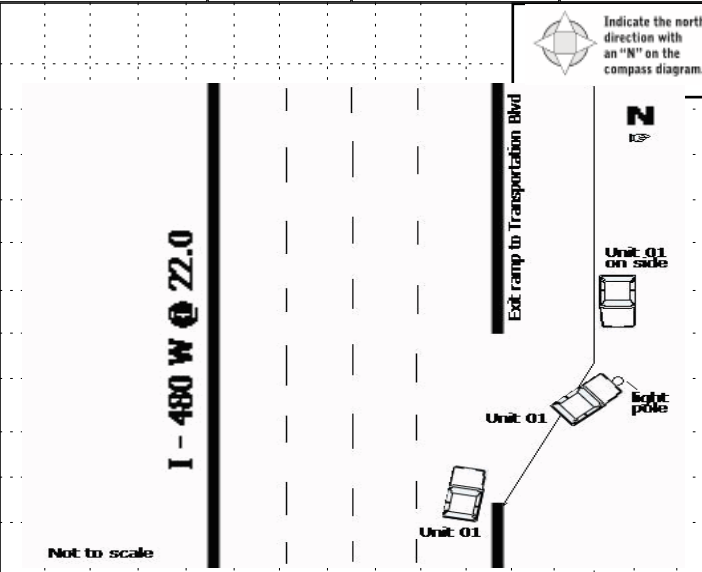 Indicate the north
direction with
an “N” on the
compass diagram.
N
Exit ramp to Transportation Blvd
I - 480 W @ 22.0
Unit 01
on side
light
pole
Unit 01
Unit 01
Not to scale